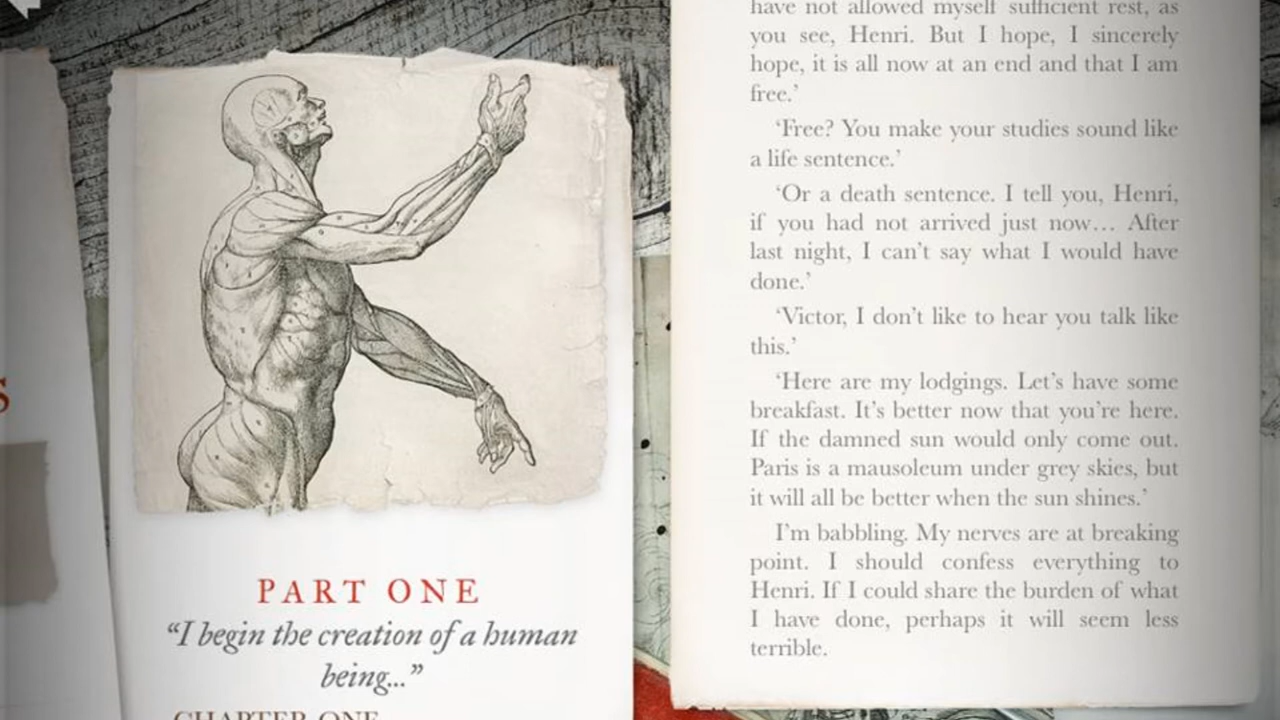 S
PART ONE
“I begin the creation of a human
being...”
CHAPTER ONE
have not allowed myself sufficient rest, as
you see, Henri. But I hope, I sincerely
hope, it is all now at an end and that I am
free.’
‘Free? You make your studies sound like
a life sentence.’
‘Or a death sentence. I tell you, Henri,
if you had not arrived just now… After
last night, I can’t say what I would have
done.’
‘Victor, I don’t like to hear you talk like
this.’
‘Here are my lodgings. Let’s have some
breakfast. It’s better now that you’re here.
If the damned sun would only come out.
Paris is a mausoleum under grey skies, but
it will all be better when the sun shines.’
I’m babbling. My nerves are at breaking
point. I should confess everything to
Henri. If I could share the burden of what
I have done, perhaps it will seem less
terrible.